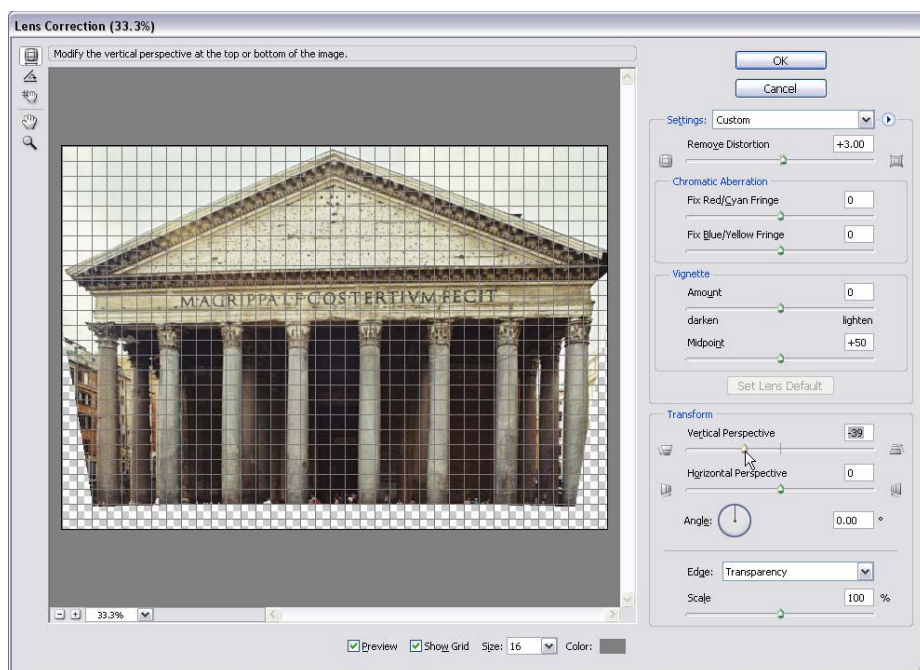 Lens Correction (33.3%)
Modify the vertical perspective at the top or bottom of the image.
M·AGRIPPA·L·F·COS·TERTIVM·FECIT
33.3%
Preview Show Grid Size: 16 Color:
OK
Cancel
Settings: Custom
Remove Distortion +3.00
Chromatic Aberration
Fix Red/Cyan Fringe 0
Fix Blue/Yellow Fringe 0
Vignette
Amount 0
darken lighten
Midpoint +50
Set Lens Default
Transform
Vertical Perspective -39
Horizontal Perspective 0
Angle: 0.00 °
Edge: Transparency
Scale 100 %